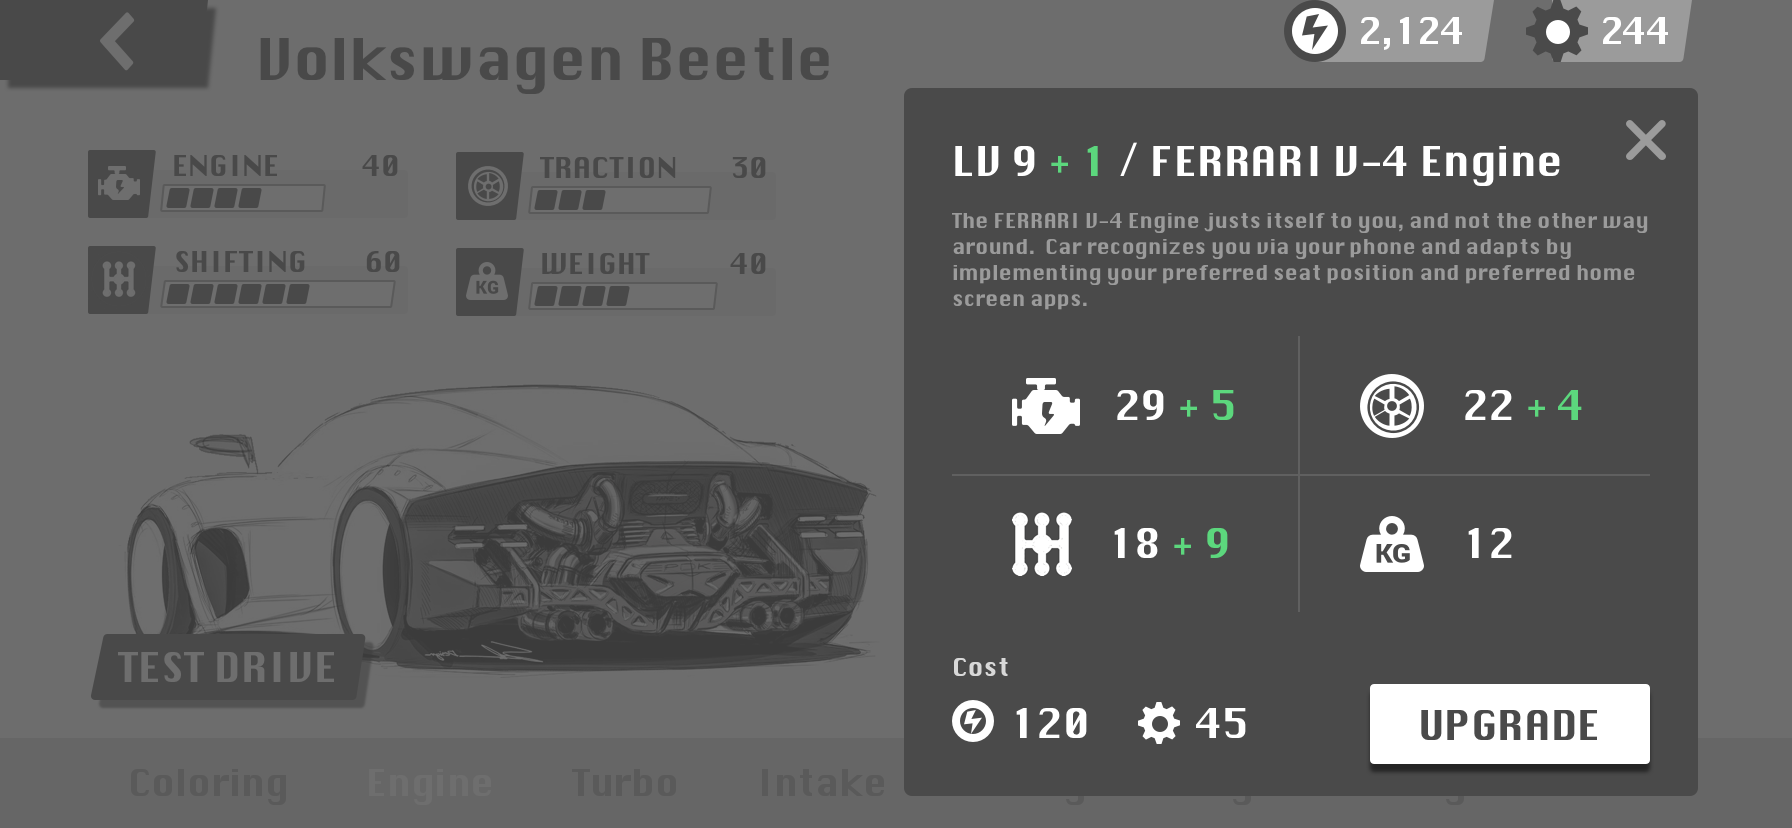 Volkswagen Beetle
2,124
244
ENGINE 40
TRACTION 30
SHIFTING 60
WEIGHT 40
KG
LV 9 + 1 / FERRARI V-4 Engine
The FERRARI V-4 Engine justs itself to you, and not the other way
around. Car recognizes you via your phone and adapts by
implementing your preferred seat position and preferred home
screen apps.
29 + 5
22 + 4
18 + 9
KG
12
Cost
120
45
UPGRADE
TEST DRIVE
Coloring Engine Turbo Intake